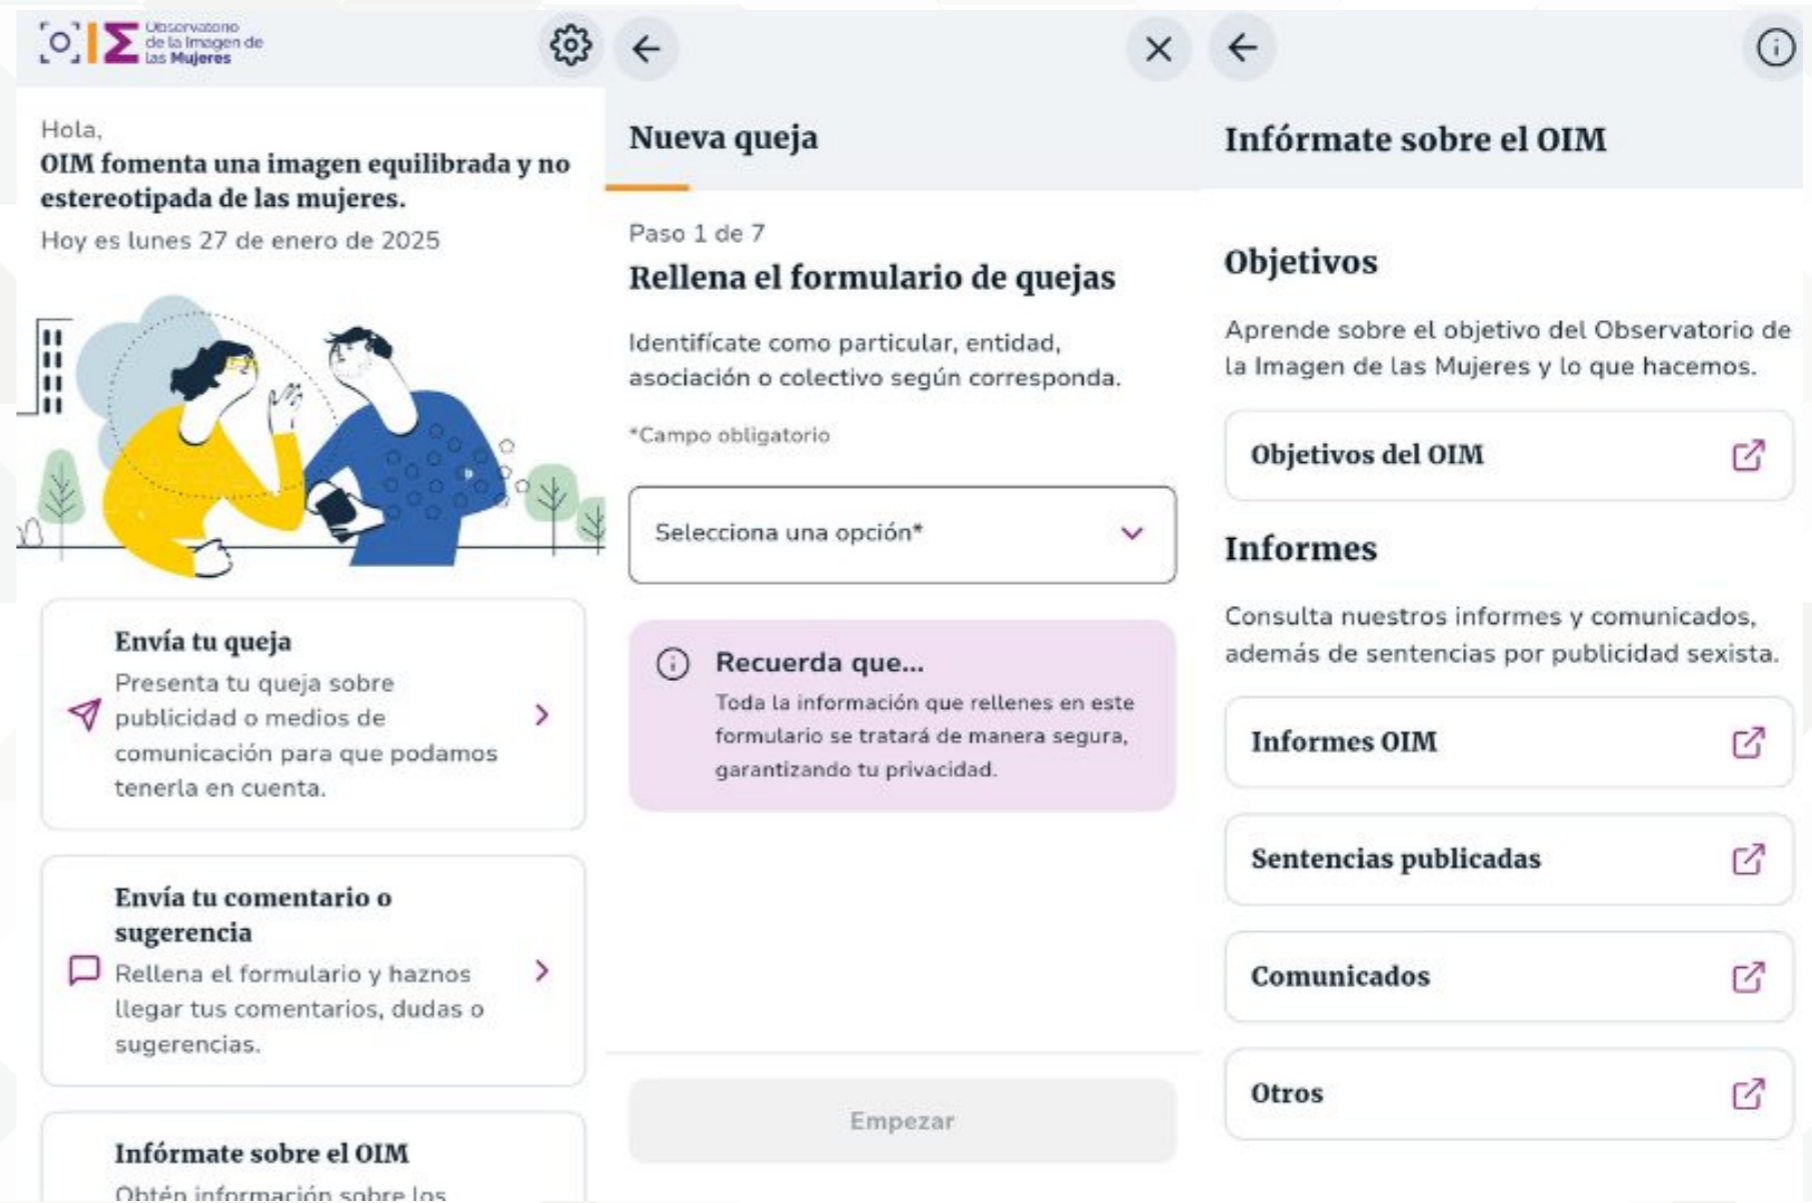 Observatorio
de la Imagen de
las Mujeres
Hola,
OIM fomenta una imagen equilibrada y no
estereotipada de las mujeres.
Hoy es lunes 27 de enero de 2025
Envía tu queja
Presenta tu queja sobre
publicidad o medios de
comunicación para que podamos
tenerla en cuenta.
Envía tu comentario o
sugerencia
Rellena el formulario y haznos
llegar tus comentarios, dudas o
sugerencias.
Infórmate sobre el OIM
Obtén información sobre los
Nueva queja
Paso 1 de 7
Rellena el formulario de quejas
Identifícate como particular, entidad,
asociación o colectivo según corresponda.
*Campo obligatorio
Selecciona una opción*
Recuerda que...
Toda la información que rellenes en este
formulario se tratará de manera segura,
garantizando tu privacidad.
Empezar
Infórmate sobre el OIM
Objetivos
Aprende sobre el objetivo del Observatorio de
la Imagen de las Mujeres y lo que hacemos.
Objetivos del OIM
Informes
Consulta nuestros informes y comunicados,
además de sentencias por publicidad sexista.
Informes OIM
Sentencias publicadas
Comunicados
Otros